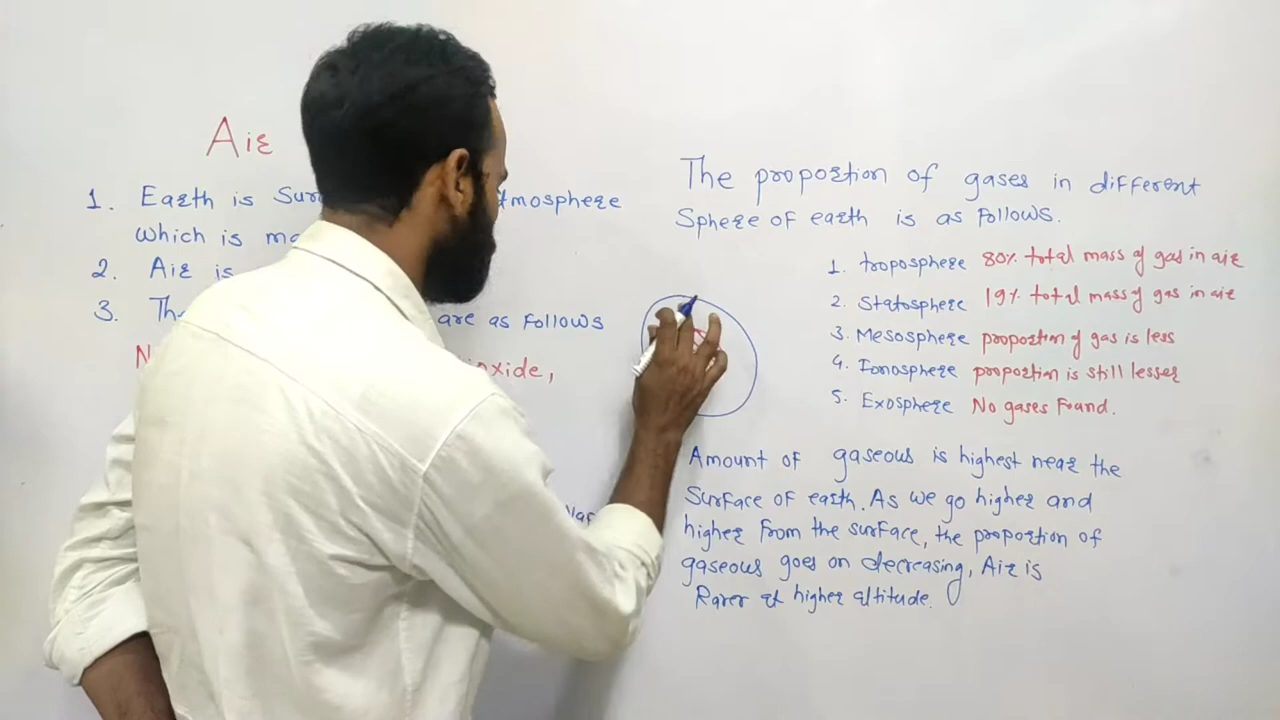 Air
1. Earth is Sur tmosphere
which is ma
2. Air is
3. Th are as follows
N oxide,
The proportion of gases in different
Sphere of earth is as follows.
1. troposphere 80% total mass of gas in air
2. Statosphere 19% total mass of gas in air
3. Mesosphere proportion of gas is less
4. Ionosphere proportion is still lesser
5. Exosphere No gases Found.
Amount of gaseous is highest near the
Surface of earth. As we go higher and
higher from the surface, the proportion of
gaseous goes on decreasing, Air is
Rarer at higher altitude.